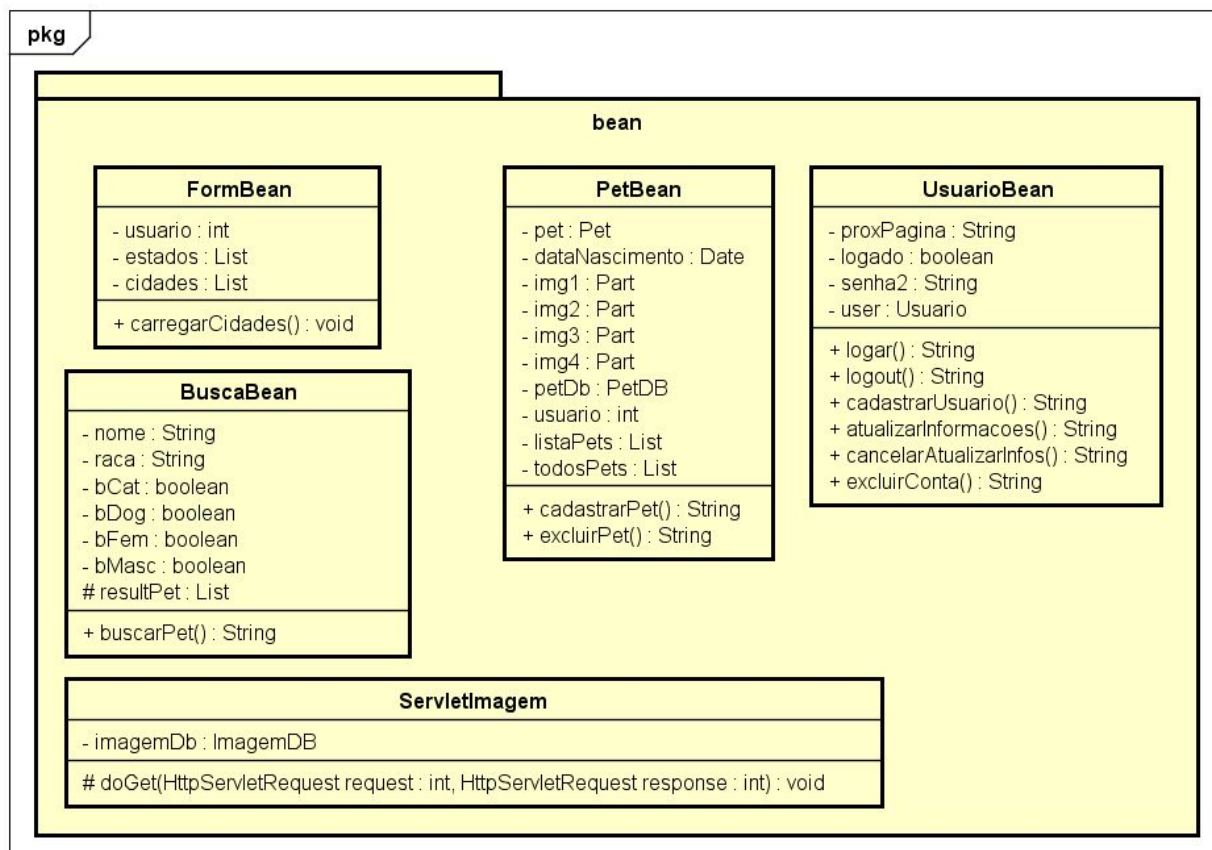 pkg
bean
FormBean
- usuario : int
- estados : List
- cidades : List
+ carregarCidades() : void
PetBean
- pet : Pet
- dataNascimento : Date
- img1 : Part
- img2 : Part
- img3 : Part
- img4 : Part
- petDb : PetDB
- usuario : int
- listaPets : List
- todosPets : List
+ cadastrarPet() : String
+ excluirPet() : String
UsuarioBean
- proxPagina : String
- logado : boolean
- senha2 : String
- user : Usuario
+ logar() : String
+ logout() : String
+ cadastrarUsuario() : String
+ atualizarInformacoes() : String
+ cancelarAtualizarInfos() : String
+ excluirConta() : String
BuscaBean
- nome : String
- raca : String
- bCat : boolean
- bDog : boolean
- bFem : boolean
- bMasc : boolean
# resultPet : List
+ buscarPet() : String
ServletImagem
- imagemDb : ImagemDB
# doGet(HttpServletRequest request : int, HttpServletRequest response : int) : void